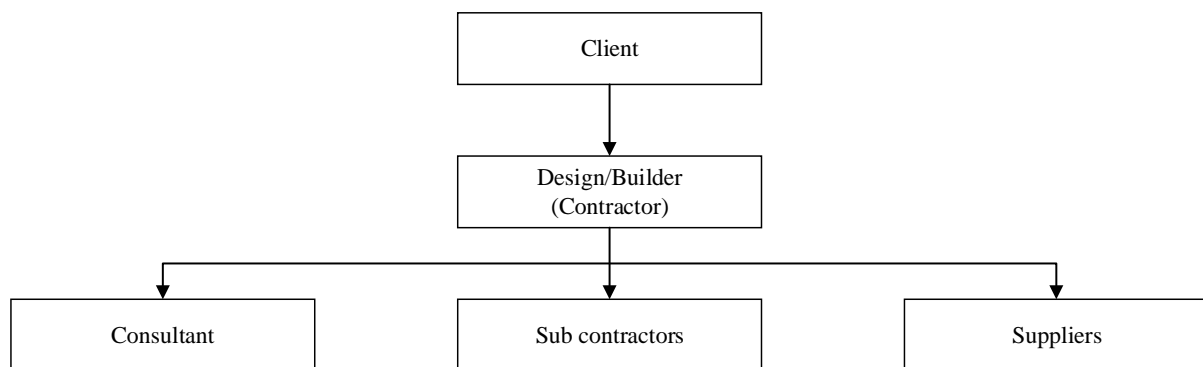 Client
Design/Builder
(Contractor)
Consultant
Sub contractors
Suppliers